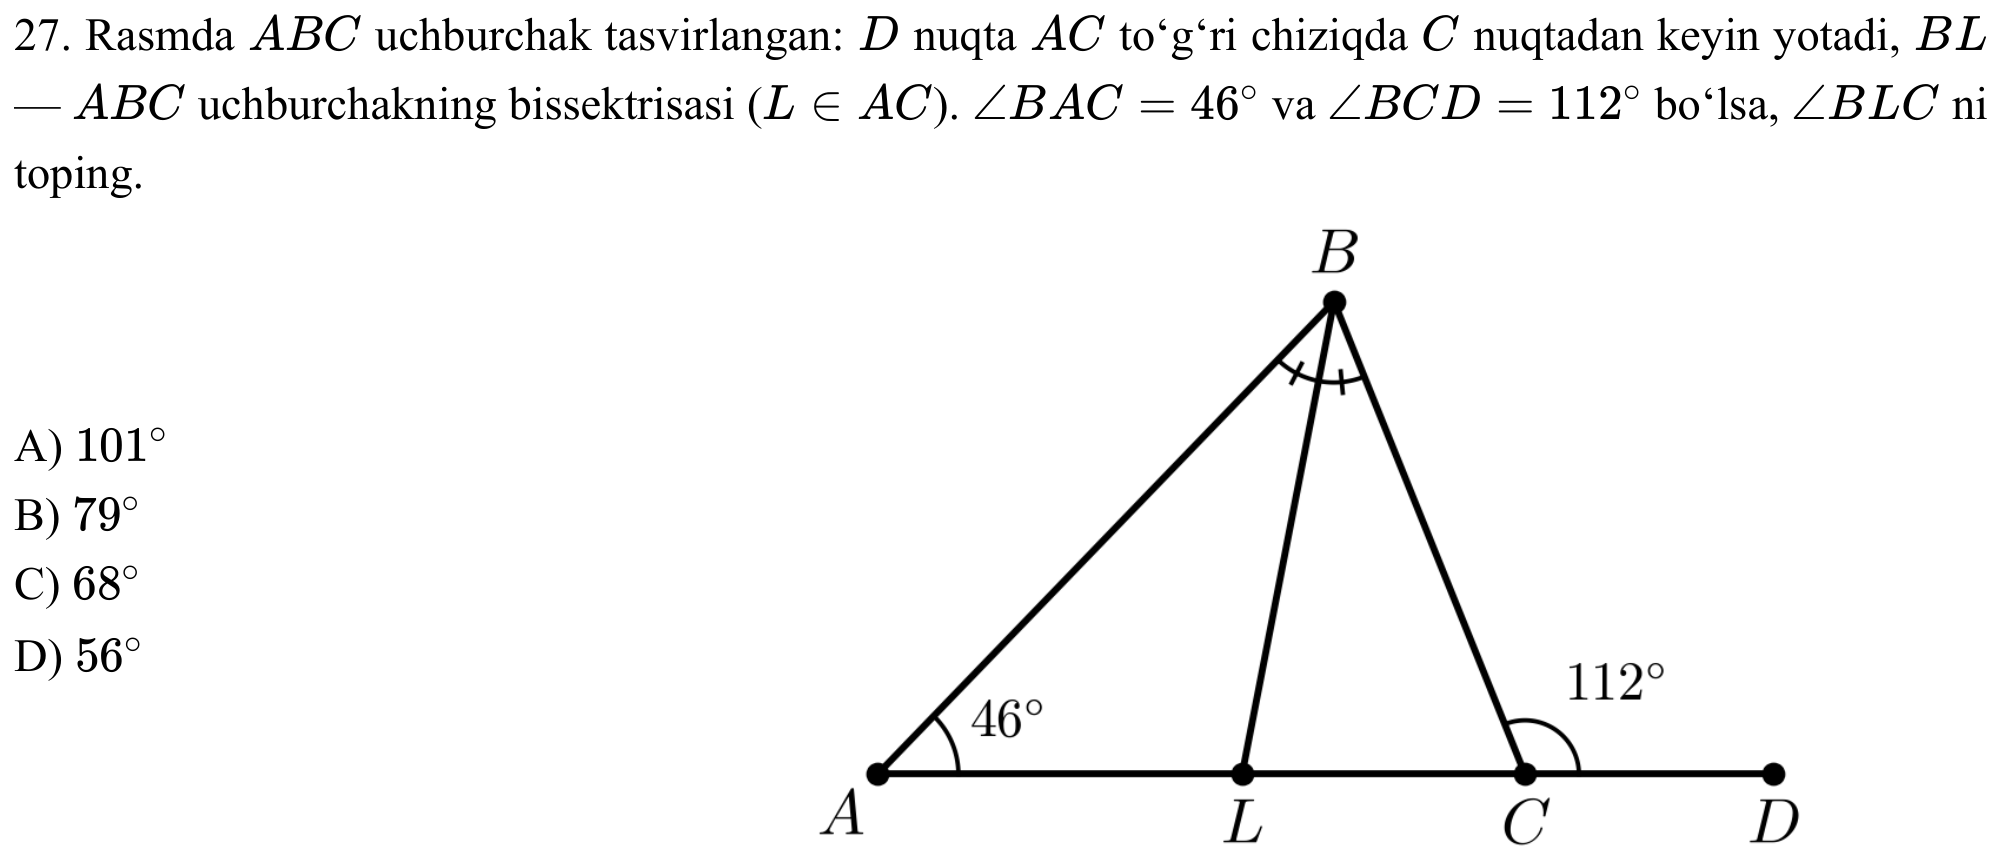 27. Rasmda ABC uchburchak tasvirlangan: D nuqta AC to‘g‘ri chiziqda C nuqtadan keyin yotadi, BL
— ABC uchburchakning bissektrisasi (L ∈ AC). ∠BAC = 46° va ∠BCD = 112° bo‘lsa, ∠BLC ni
toping.
B
A) 101°
B) 79°
C) 68°
D) 56°
112°
46°
A
L
C
D